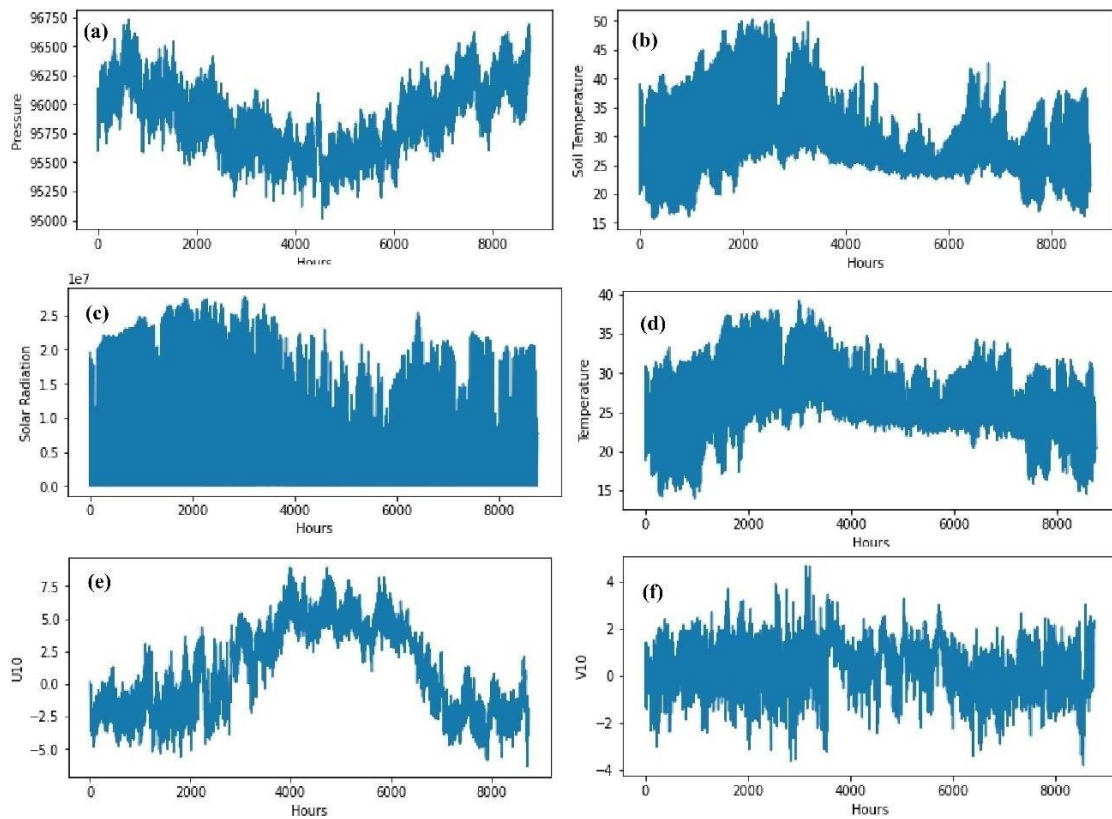 (a)
Pressure
96750
96500
96250
96000
95750
95500
95250
95000
0 2000 4000 6000 8000
Hours
(b)
Soil Temperature
50
45
40
35
30
25
20
15
0 2000 4000 6000 8000
Hours
1e7
(c)
Solar Radiation
2.5
2.0
1.5
1.0
0.5
0.0
0 2000 4000 6000 8000
Hours
(d)
Temperature
40
35
30
25
20
15
0 2000 4000 6000 8000
Hours
(e)
U10
7.5
5.0
2.5
0.0
−2.5
−5.0
0 2000 4000 6000 8000
Hours
(f)
V10
4
2
0
−2
−4
0 2000 4000 6000 8000
Hours